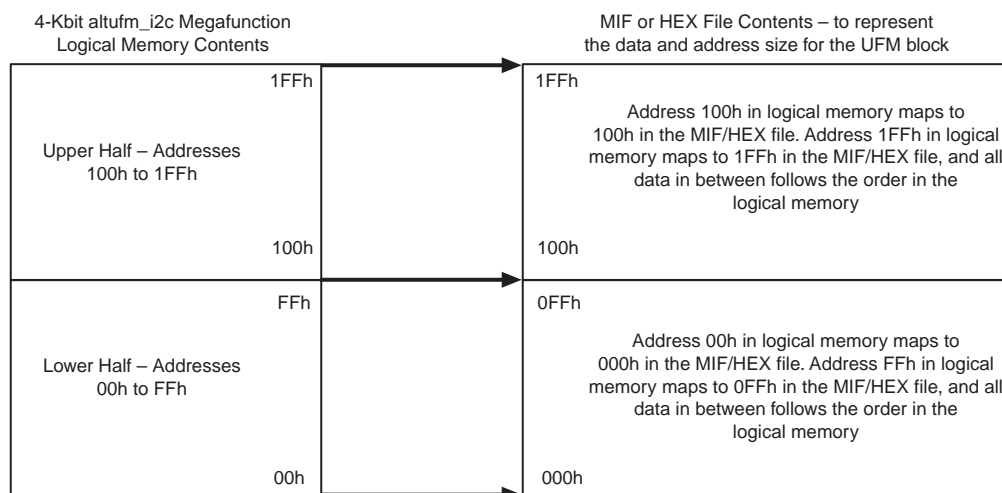 4-Kbit altufm_i2c Megafunction
Logical Memory Contents
MIF or HEX File Contents – to represent
the data and address size for the UFM block
1FFh
Upper Half – Addresses
100h to 1FFh
100h
1FFh
Address 100h in logical memory maps to
100h in the MIF/HEX file. Address 1FFh in logical
memory maps to 1FFh in the MIF/HEX file, and all
data in between follows the order in the
logical memory
100h
FFh
Lower Half – Addresses
00h to FFh
00h
0FFh
Address 00h in logical memory maps to
000h in the MIF/HEX file. Address FFh in logical
memory maps to 0FFh in the MIF/HEX file, and all
data in between follows the order in the
logical memory
000h